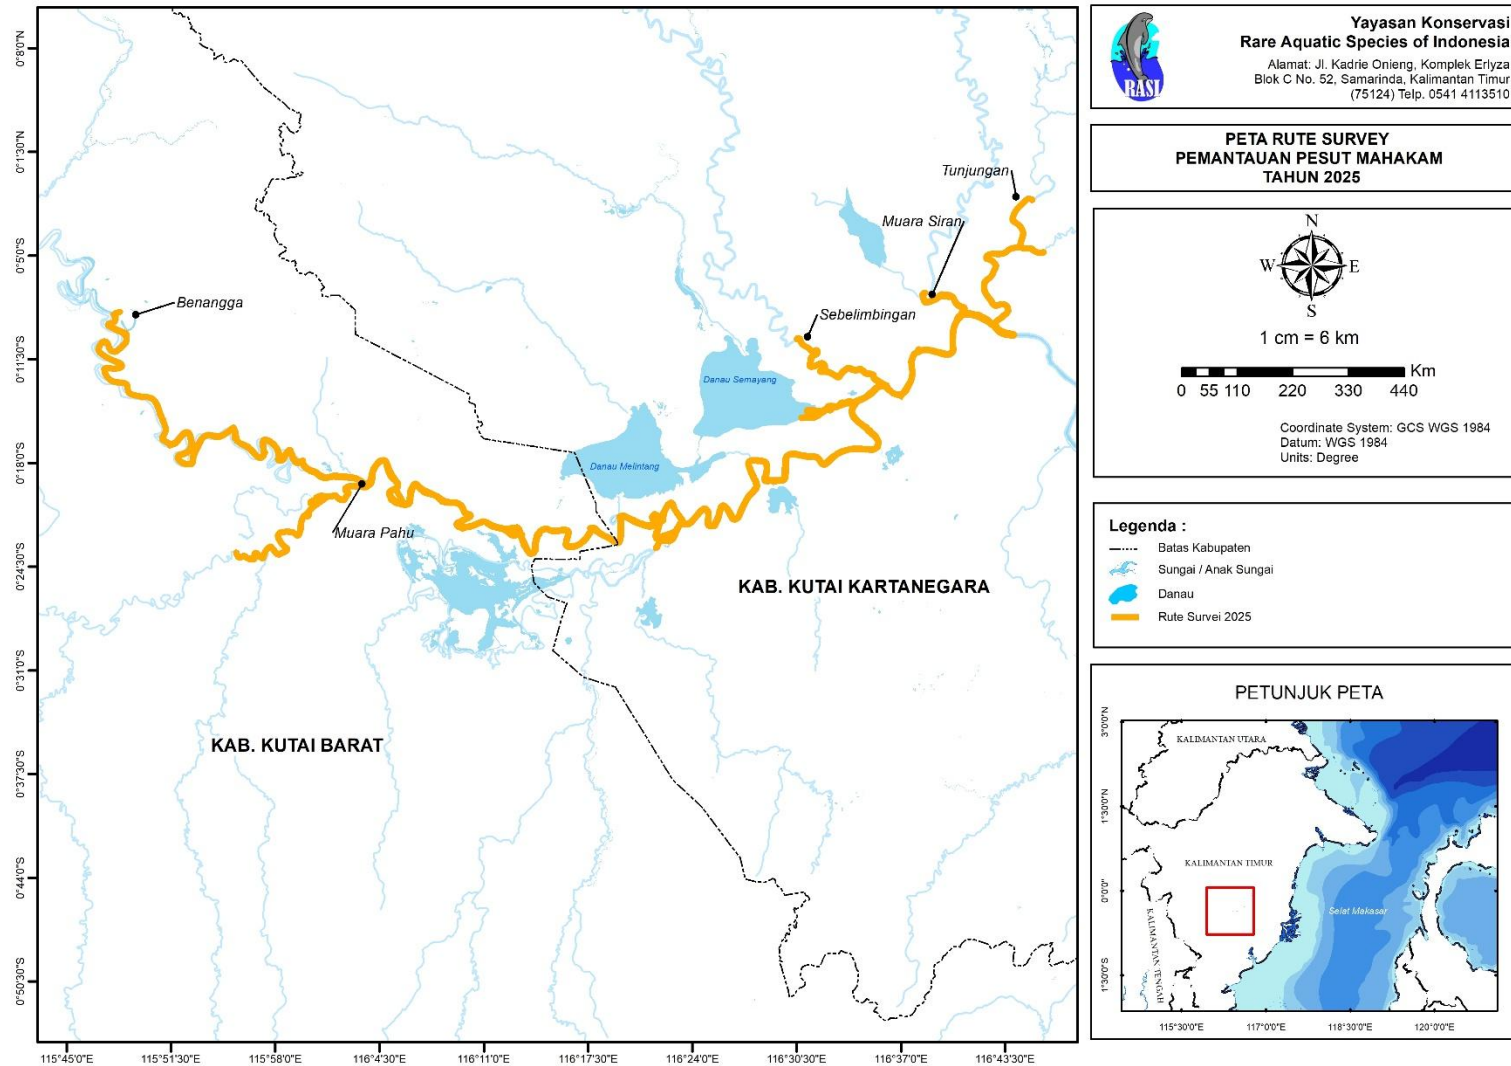 Yayasan Konservasi
Rare Aquatic Species of Indonesia
Alamat: Jl. Kadrie Onieng, Komplek Erlyza
Blok C No. 52, Samarinda, Kalimantan Timur
(75124) Telp. 0541 4113510
RASI
PETA RUTE SURVEY
PEMANTAUAN PESUT MAHAKAM
TAHUN 2025
N
W E
S
1 cm = 6 km
Km
0 55 110 220 330 440
Coordinate System: GCS WGS 1984
Datum: WGS 1984
Units: Degree
Legenda :
Batas Kabupaten
Sungai / Anak Sungai
Danau
Rute Survei 2025
PETUNJUK PETA
KALIMANTAN UTARA
KALIMANTAN TIMUR
KALIMANTAN TENGAH
Selat Makasar
3°0'0"N
1°30'0"N
0°0'0"
1°30'0"S
115°30'0"E 117°0'0"E 118°30'0"E 120°0'0"E
Tunjungan
Muara Siran
Benangga
Sebelimbingan
Danau Semayang
Danau Melintang
Muara Pahu
KAB. KUTAI KARTANEGARA
KAB. KUTAI BARAT
0°8'0"N
0°1'30"N
0°5'0"S
0°11'30"S
0°18'0"S
0°24'30"S
0°31'0"S
0°37'30"S
0°44'0"S
0°50'30"S
115°45'0"E 115°51'30"E 115°58'0"E 116°4'30"E 116°11'0"E 116°17'30"E 116°24'0"E 116°30'30"E 116°37'0"E 116°43'30"E